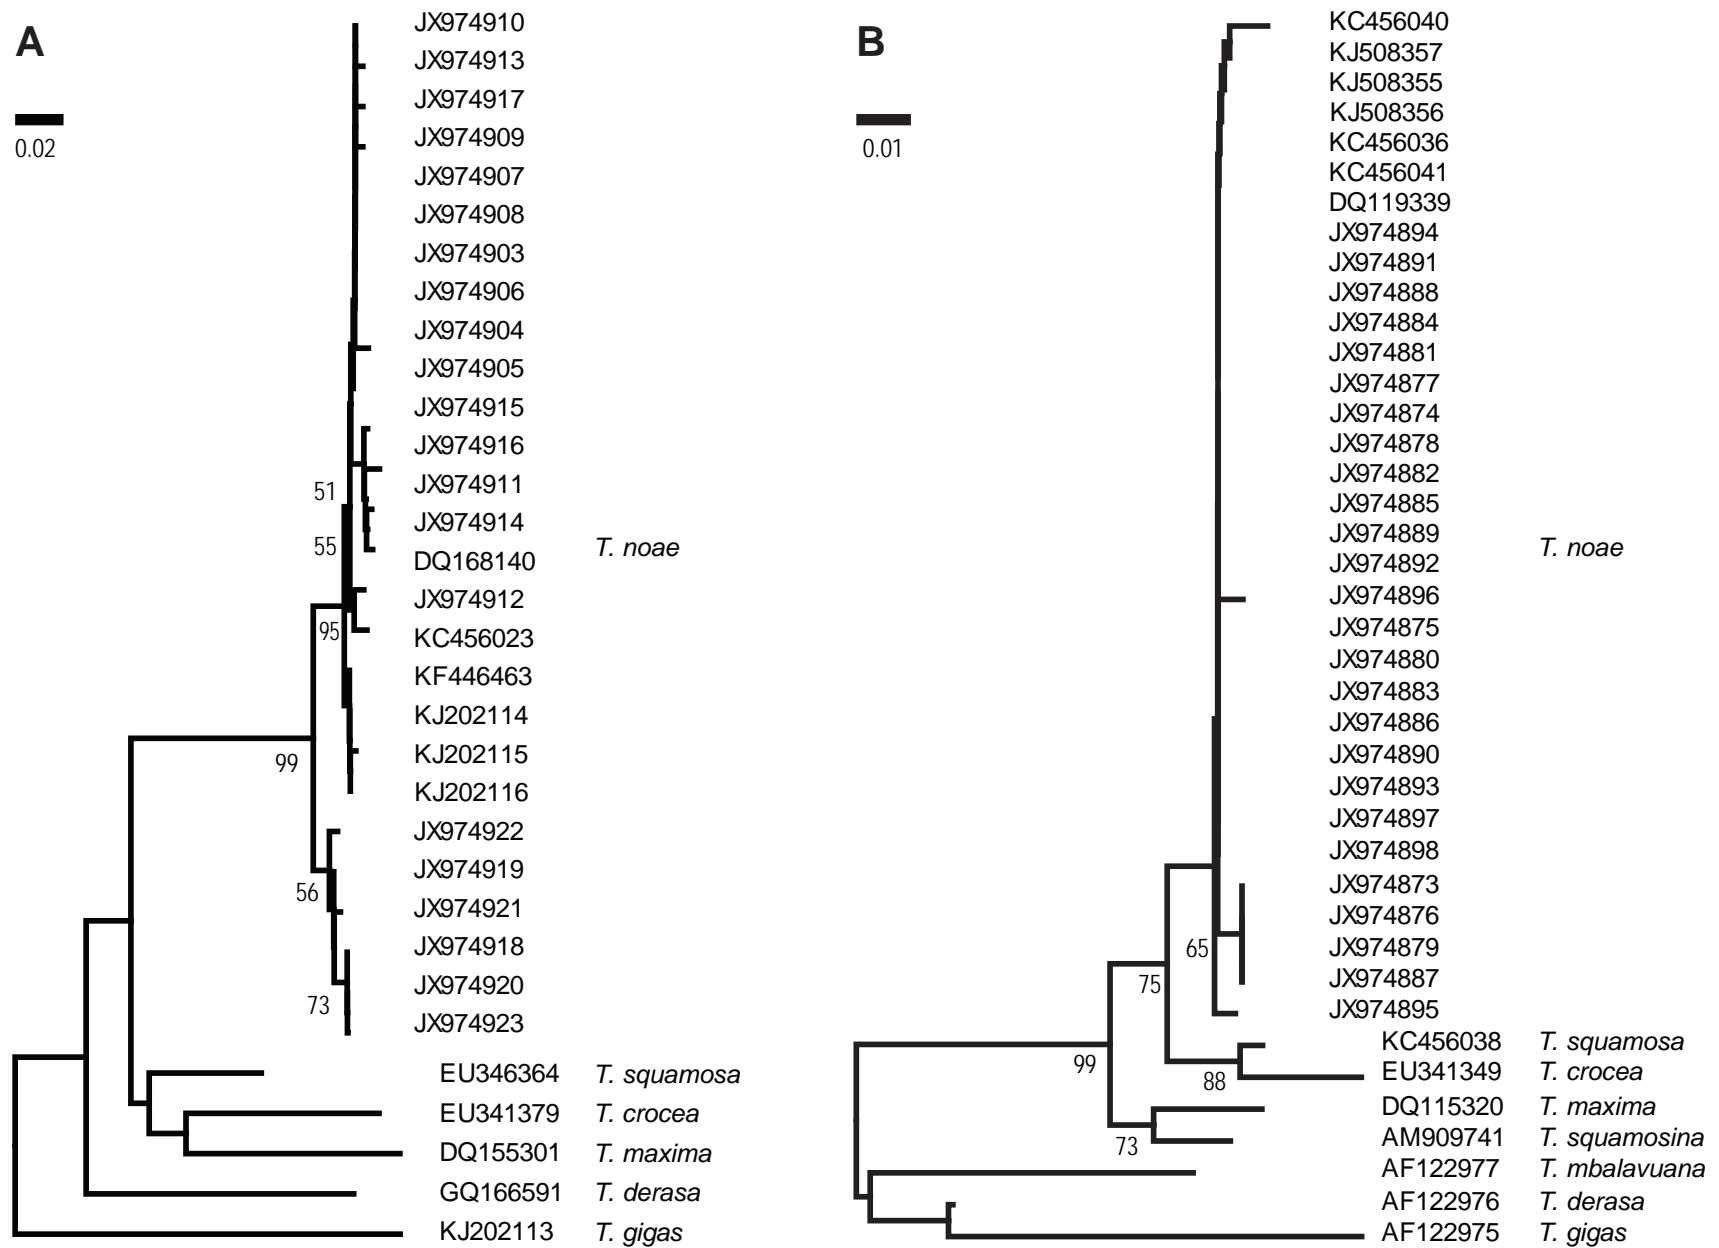 A
0.02
JX974910
JX974913
JX974917
JX974909
JX974907
JX974908
JX974903
JX974906
JX974904
JX974905
JX974915
JX974916
JX974911
JX974914
DQ168140
JX974912
KC456023
KF446463
KJ202114
KJ202115
KJ202116
JX974922
JX974919
JX974921
JX974918
JX974920
JX974923
EU346364 T. squamosa
EU341379 T. crocea
DQ155301 T. maxima
GQ166591 T. derasa
KJ202113 T. gigas
T. noae
51
55
95
99
56
73
B
0.01
KC456040
KJ508357
KJ508355
KJ508356
KC456036
KC456041
DQ119339
JX974894
JX974891
JX974888
JX974884
JX974881
JX974877
JX974874
JX974878
JX974882
JX974885
JX974889
JX974892
JX974896
JX974875
JX974880
JX974883
JX974886
JX974890
JX974893
JX974897
JX974898
JX974873
JX974876
JX974879
JX974887
JX974895
KC456038 T. squamosa
EU341349 T. crocea
DQ115320 T. maxima
AM909741 T. squamosina
AF122977 T. mbalavuana
AF122976 T. derasa
AF122975 T. gigas
T. noae
65
75
99
88
73